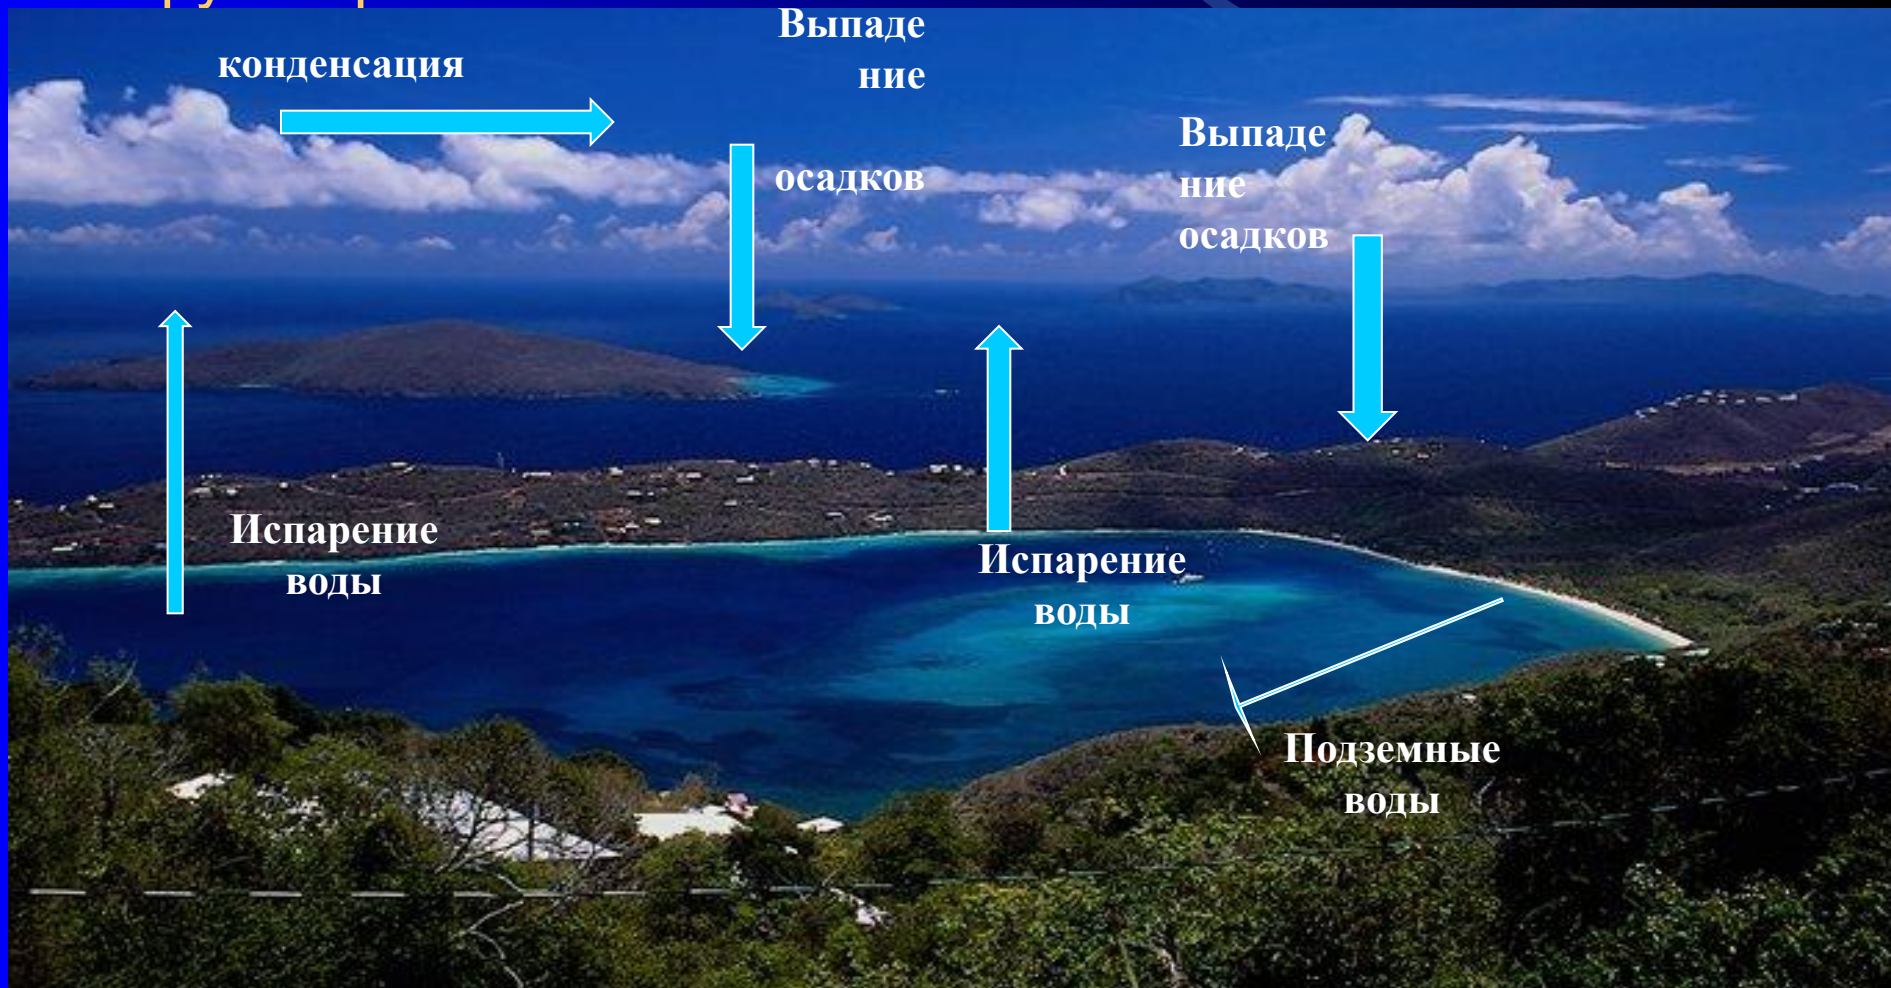 конденсация
Выпаде
ние
осадков
Выпаде
ние
осадков
Испарение
воды
Испарение
воды
Подземные
воды